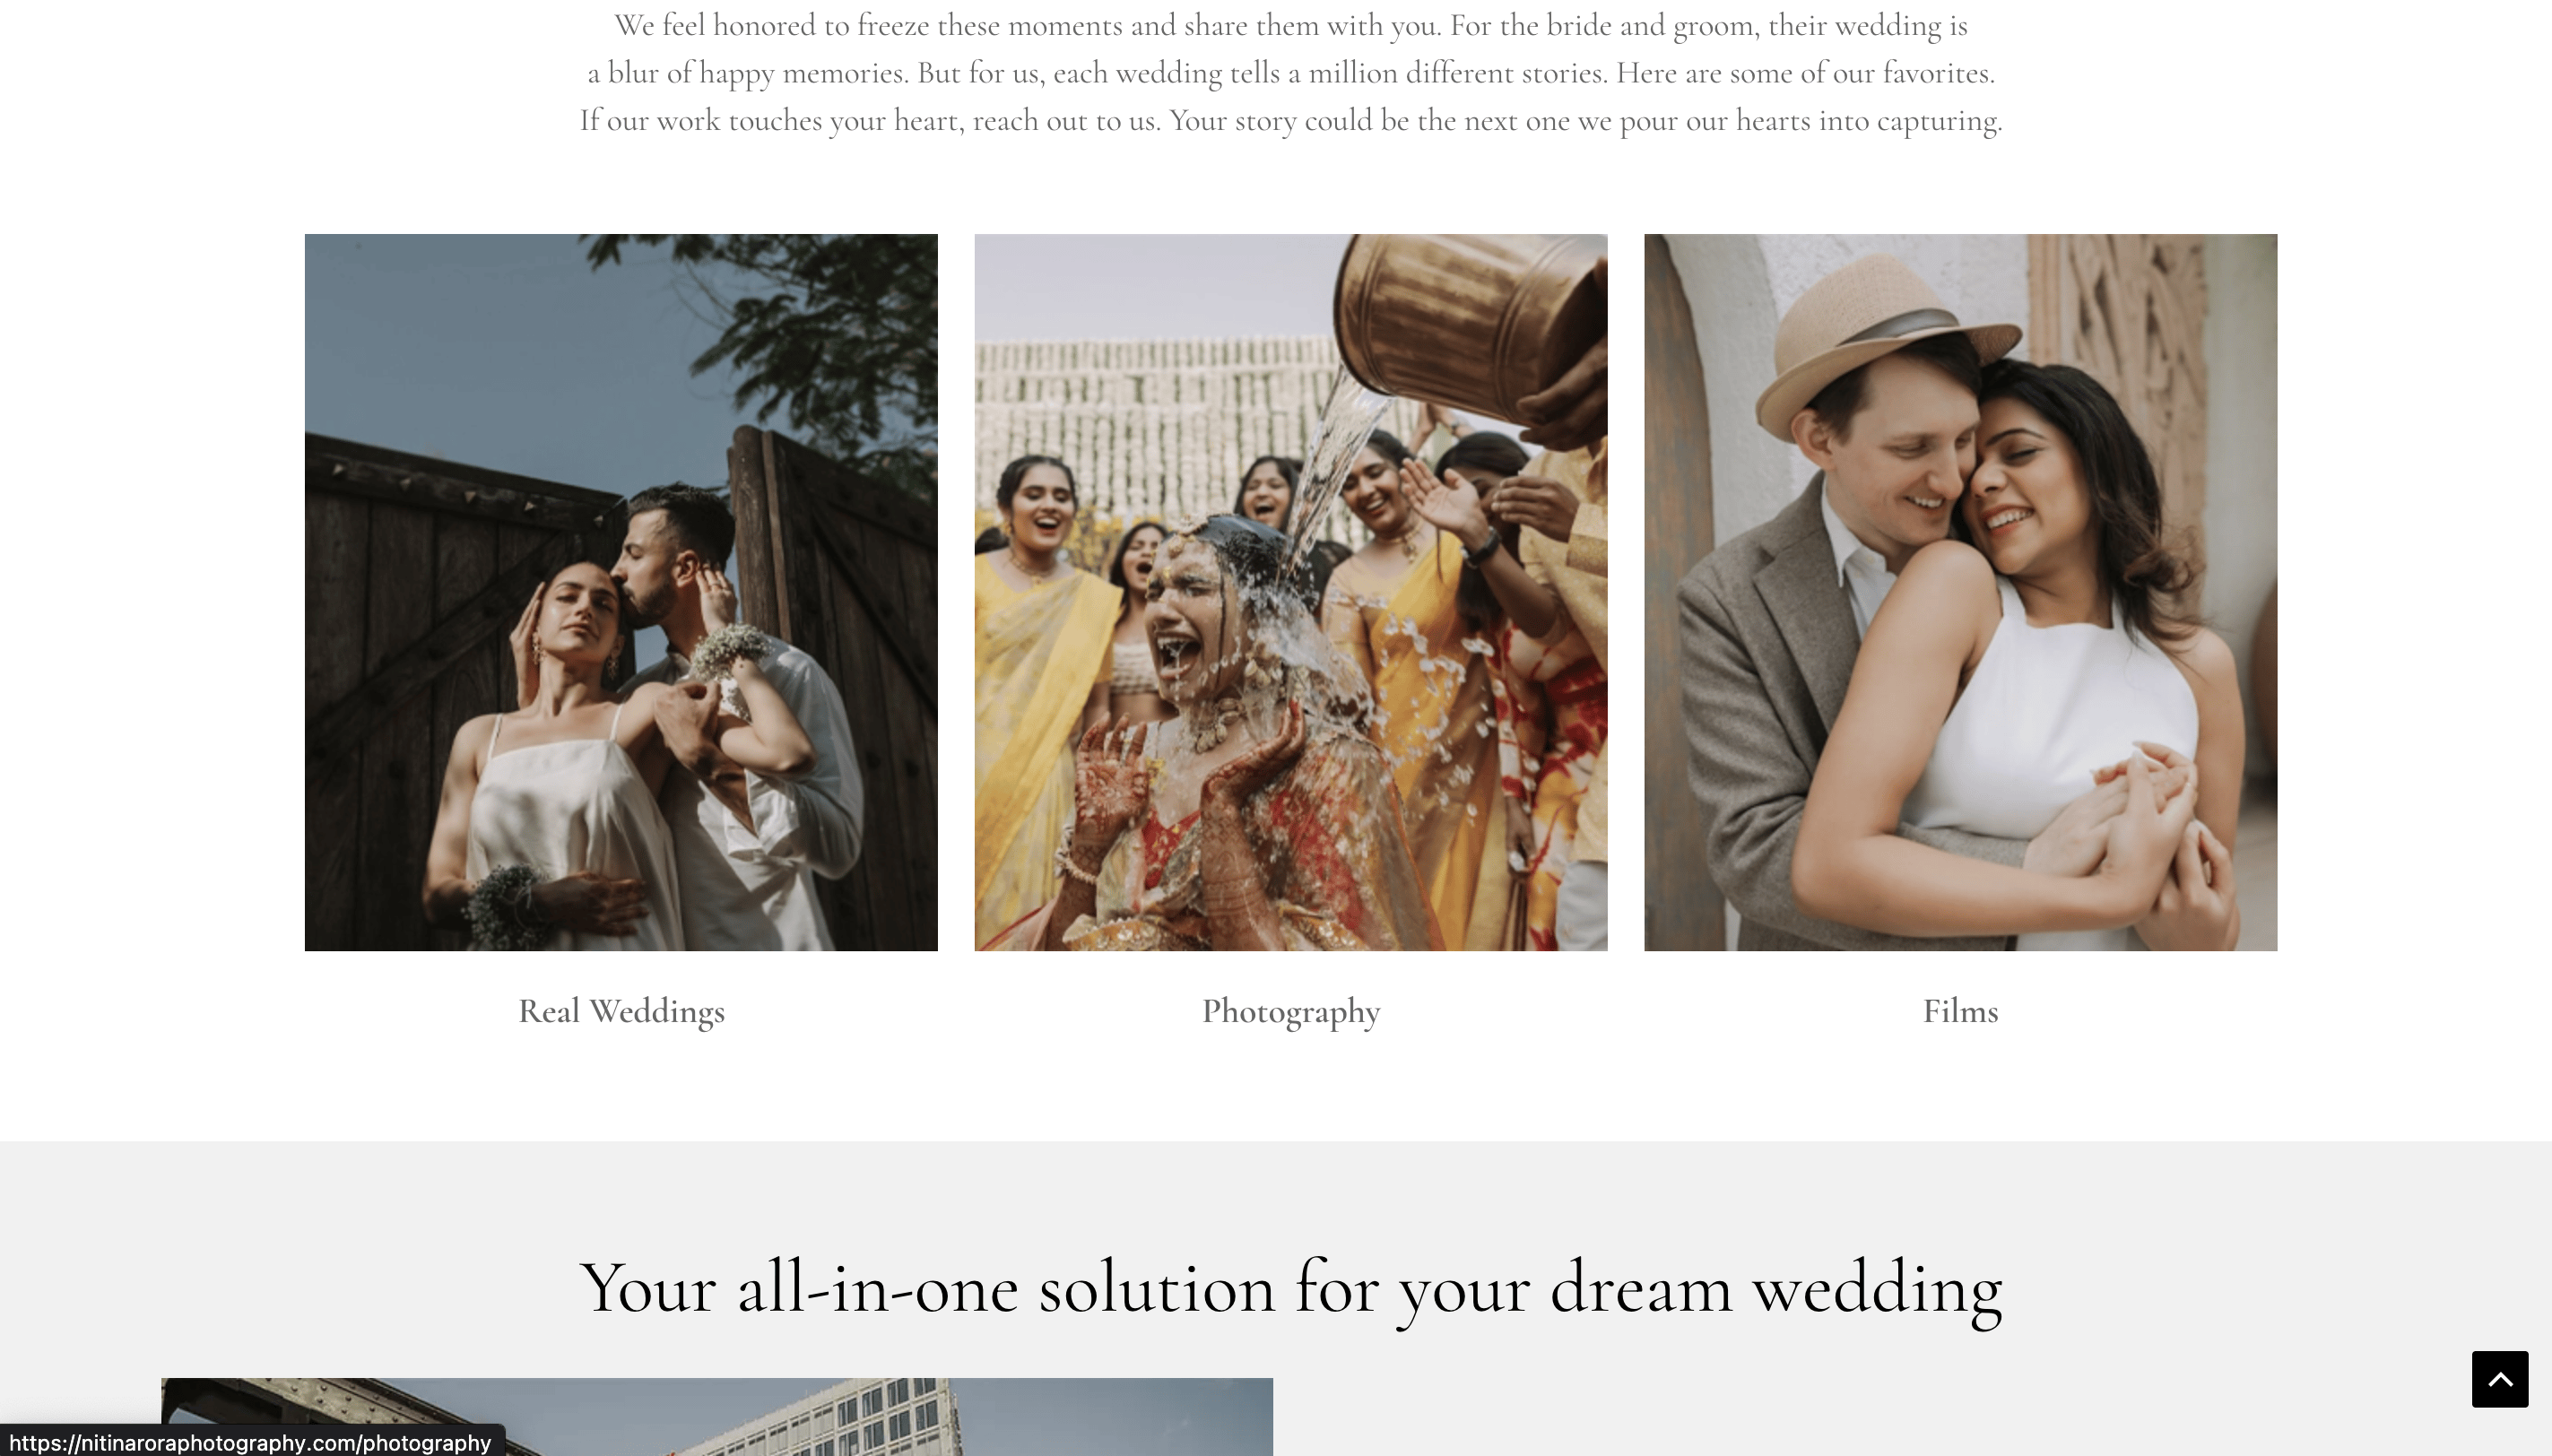 We feel honored to freeze these moments and share them with you. For the bride and groom, their wedding is
a blur of happy memories. But for us, each wedding tells a million different stories. Here are some of our favorites.
If our work touches your heart, reach out to us. Your story could be the next one we pour our hearts into capturing.
Real Weddings
Photography
Films
Your all-in-one solution for your dream wedding
https://nitinaroraphotography.com/photography